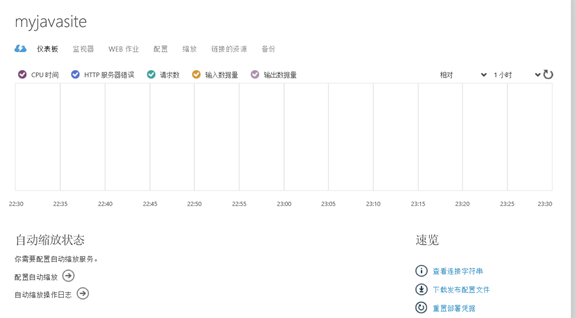 myjavasite
仪表板 监视器 WEB 作业 配置 缩放 链接的资源 备份
CPU 时间 HTTP 服务器错误 请求数 输入数据量 输出数据量 相对 1 小时
22:30 22:35 22:40 22:45 22:50 22:55 23:00 23:05 23:10 23:15 23:20 23:25 23:30
自动缩放状态
你需要配置自动缩放服务。
配置自动缩放
自动缩放操作日志
速览
查看连接字符串
下载发布配置文件
重置部署凭据